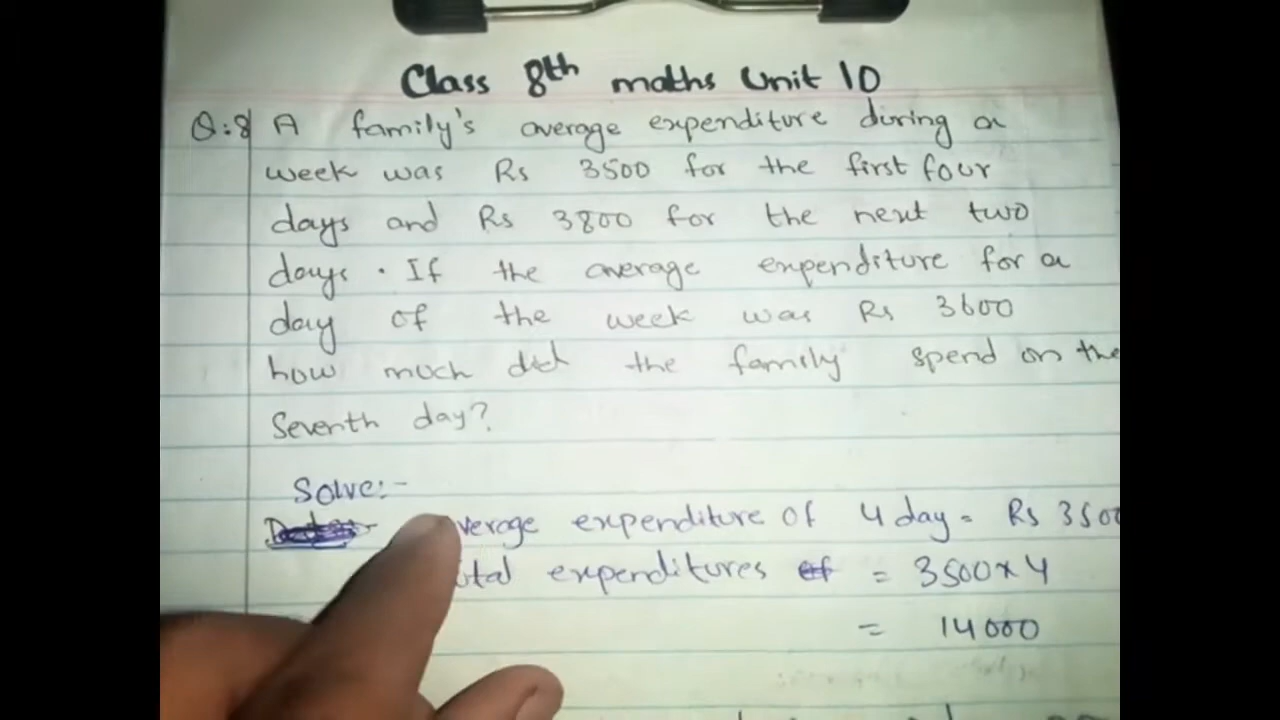 Class 8th maths Unit 10
Q:8 A family's average expenditure during a
week was Rs 3500 for the first four
days and Rs 3800 for the next two
days. If the average expenditure for a
day of the week was Rs 3600
how much did the family spend on the
Seventh day?
Solve:-
verage expenditure of 4 day = Rs 3500
tal expenditures of = 3500x4
= 14000